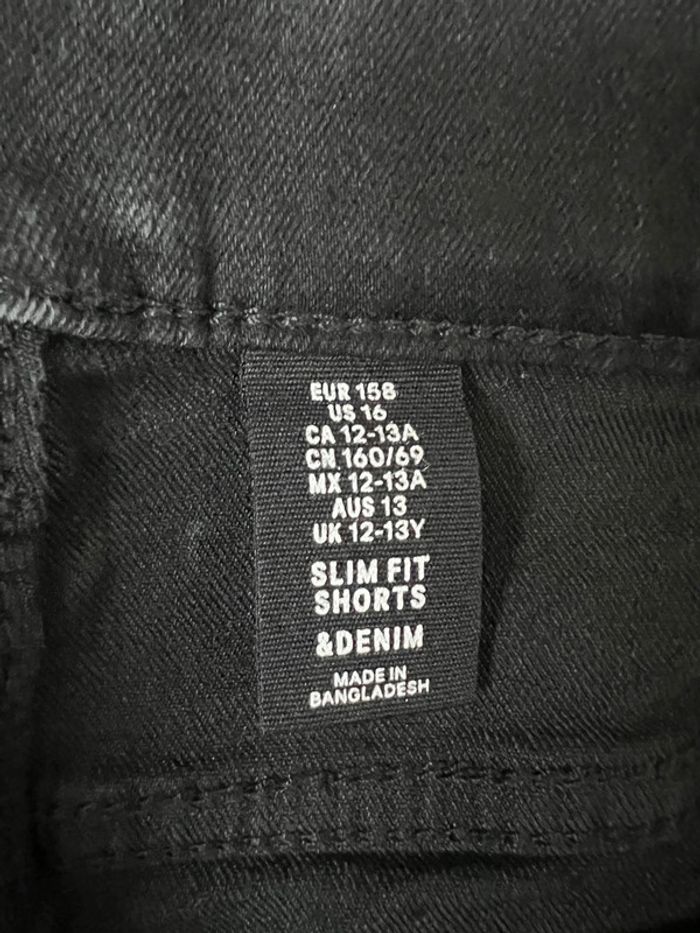 EUR 158
US 16
CA 12-13A
CN 160/69
MX 12-13A
AUS 13
UK 12-13Y
SLIM FIT
SHORTS
&DENIM
MADE IN
BANGLADESH